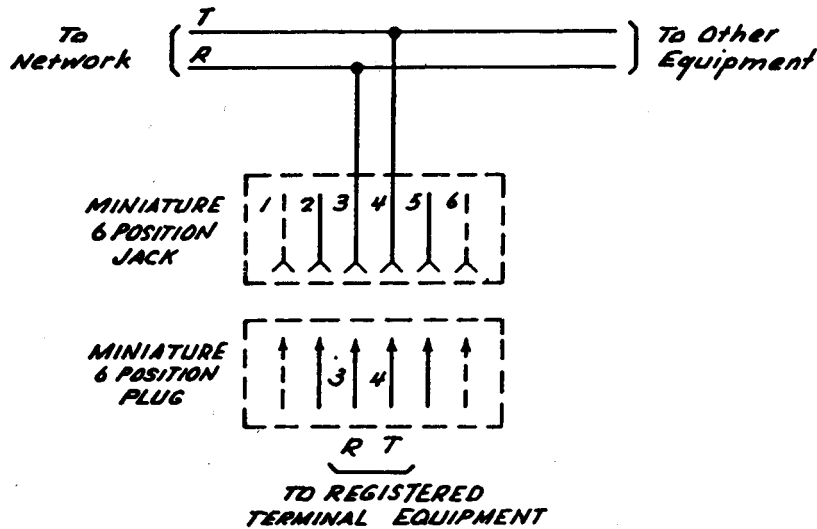 T
To Network
R
To Other Equipment
MINIATURE
6 POSITION
JACK
1 2 3 4 5 6
MINIATURE
6 POSITION
PLUG
3 4
R T
TO REGISTERED
TERMINAL EQUIPMENT